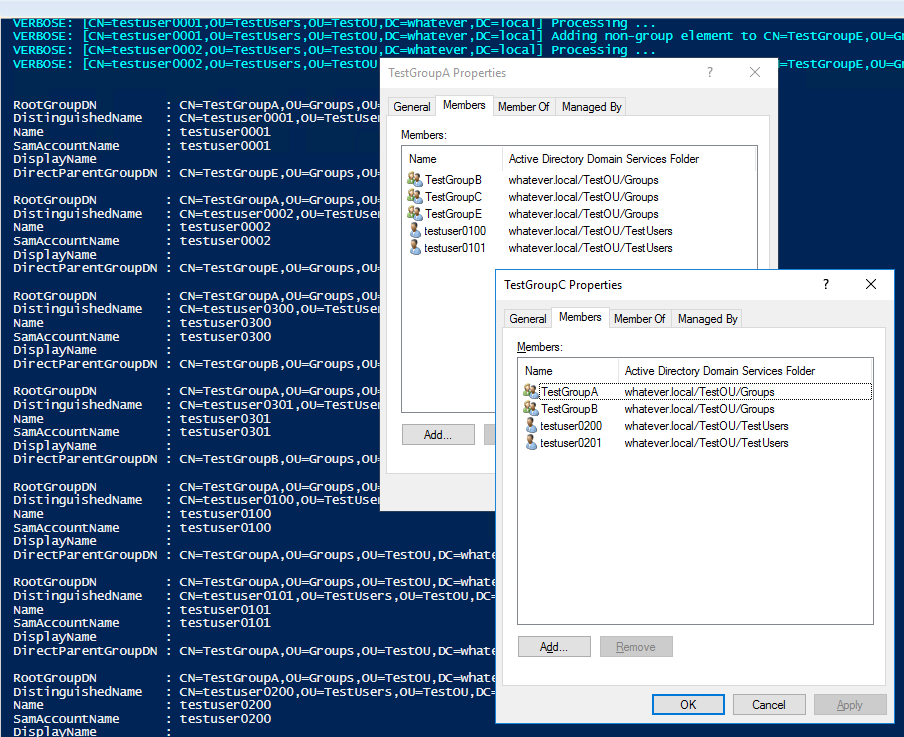 VERBOSE: [CN=testuser0001,OU=TestUsers,OU=TestOU,DC=whatever,DC=local] Processing ...
VERBOSE: [CN=testuser0001,OU=TestUsers,OU=TestOU,DC=whatever,DC=local] Adding non-group element to CN=TestGroupE,OU=Gr
VERBOSE: [CN=testuser0002,OU=TestUsers,OU=TestOU,DC=whatever,DC=local] Processing ...
VERBOSE: [CN=testuser0002,OU=TestUsers,OU=TestOU =TestGroupE,OU=Gr
RootGroupDN : CN=TestGroupA,OU=Groups,OU=
DistinguishedName : CN=testuser0001,OU=TestUser
Name : testuser0001
SamAccountName : testuser0001
DisplayName :
DirectParentGroupDN : CN=TestGroupE,OU=Groups,OU=
RootGroupDN : CN=TestGroupA,OU=Groups,OU=
DistinguishedName : CN=testuser0002,OU=TestUser
Name : testuser0002
SamAccountName : testuser0002
DisplayName :
DirectParentGroupDN : CN=TestGroupE,OU=Groups,OU=
RootGroupDN : CN=TestGroupA,OU=Groups,OU=
DistinguishedName : CN=testuser0300,OU=TestUser
Name : testuser0300
SamAccountName : testuser0300
DisplayName :
DirectParentGroupDN : CN=TestGroupB,OU=Groups,OU=
RootGroupDN : CN=TestGroupA,OU=Groups,OU=
DistinguishedName : CN=testuser0301,OU=TestUser
Name : testuser0301
SamAccountName : testuser0301
DisplayName :
DirectParentGroupDN : CN=TestGroupB,OU=Groups,OU=
RootGroupDN : CN=TestGroupA,OU=Groups,OU=
DistinguishedName : CN=testuser0100,OU=TestUser
Name : testuser0100
SamAccountName : testuser0100
DisplayName :
DirectParentGroupDN : CN=TestGroupA,OU=Groups,OU=TestOU,DC=whate
RootGroupDN : CN=TestGroupA,OU=Groups,OU=TestOU,DC=whate
DistinguishedName : CN=testuser0101,OU=TestUsers,OU=TestOU,DC=
Name : testuser0101
SamAccountName : testuser0101
DisplayName :
DirectParentGroupDN : CN=TestGroupA,OU=Groups,OU=TestOU,DC=whate
RootGroupDN : CN=TestGroupA,OU=Groups,OU=TestOU,DC=whate
DistinguishedName : CN=testuser0200,OU=TestUsers,OU=TestOU,DC=
Name : testuser0200
SamAccountName : testuser0200
DisplayName :
TestGroupA Properties ?
General Members Member Of Managed By
Members:
Name Active Directory Domain Services Folder
TestGroupB whatever.local/TestOU/Groups
TestGroupC whatever.local/TestOU/Groups
TestGroupE whatever.local/TestOU/Groups
testuser0100 whatever.local/TestOU/TestUsers
testuser0101 whatever.local/TestOU/TestUsers
Add...
TestGroupC Properties ?
General Members Member Of Managed By
Members:
Name Active Directory Domain Services Folder
TestGroupA whatever.local/TestOU/Groups
TestGroupB whatever.local/TestOU/Groups
testuser0200 whatever.local/TestOU/TestUsers
testuser0201 whatever.local/TestOU/TestUsers
Add... Remove
OK Cancel Apply